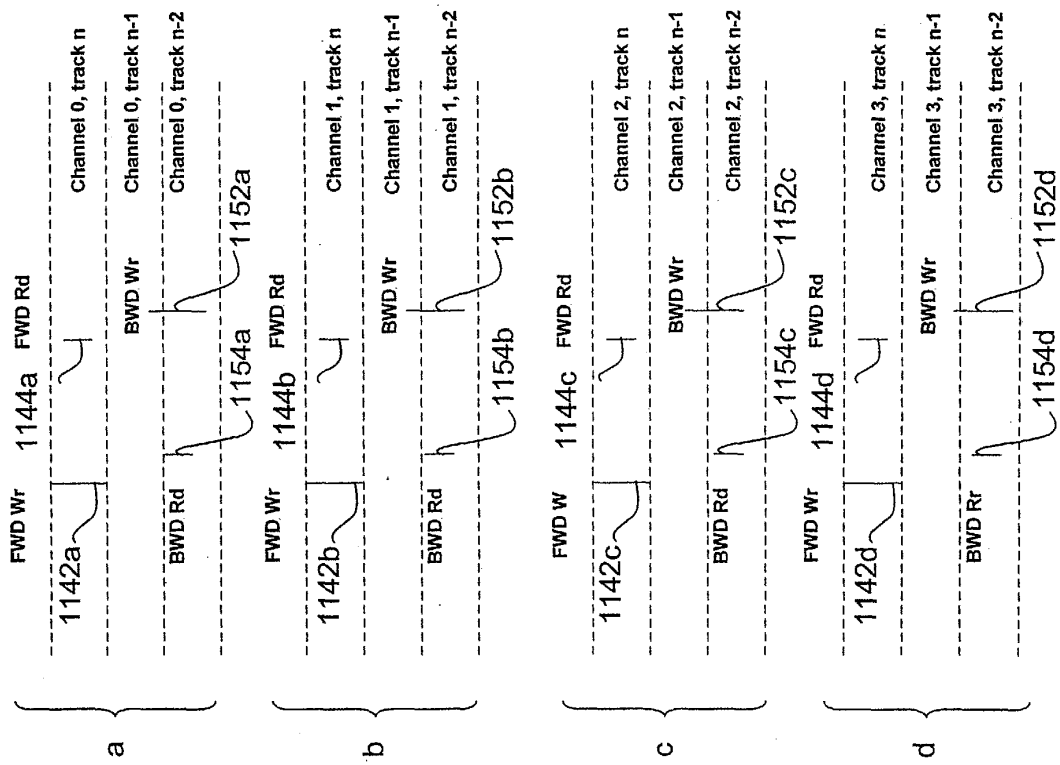 FWD Wr
1144a
FWD Rd
1142a
Channel 0, track n
BWD Wr
Channel 0, track n-1
BWD Rd
Channel 0, track n-2
1154a
1152a
a
FWD Wr
1144b
FWD Rd
1142b
Channel 1, track n
BWD Wr
Channel 1, track n-1
BWD Rd
Channel 1, track n-2
1154b
1152b
b
FWD W
1144c
FWD Rd
1142c
Channel 2, track n
BWD Wr
Channel 2, track n-1
BWD Rd
Channel 2, track n-2
1154c
1152c
c
FWD Wr
1144d
FWD Rd
1142d
Channel 3, track n
BWD Wr
Channel 3, track n-1
BWD Rr
Channel 3, track n-2
1154d
1152d
d